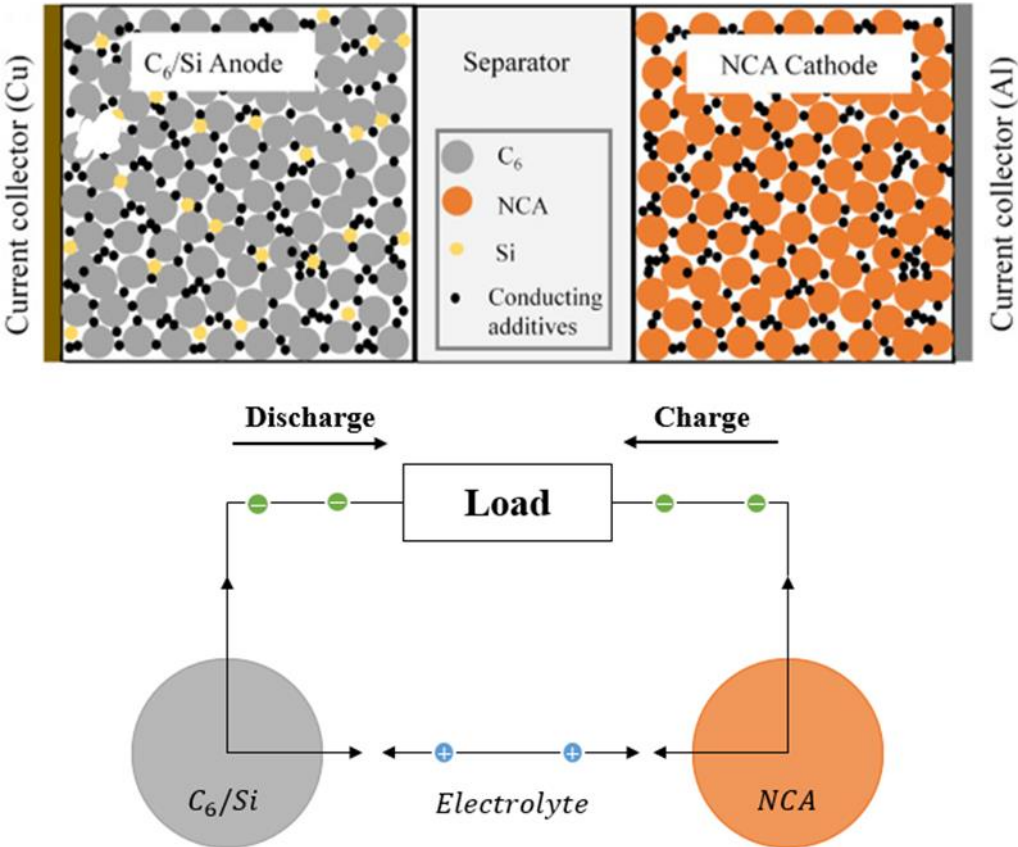 Current collector (Cu)
C₆/Si Anode
Separator
NCA Cathode
Current collector (Al)
C₆
NCA
Si
Conducting
additives
Discharge
Charge
− − Load − −
+ +
C₆/Si
Electrolyte
NCA